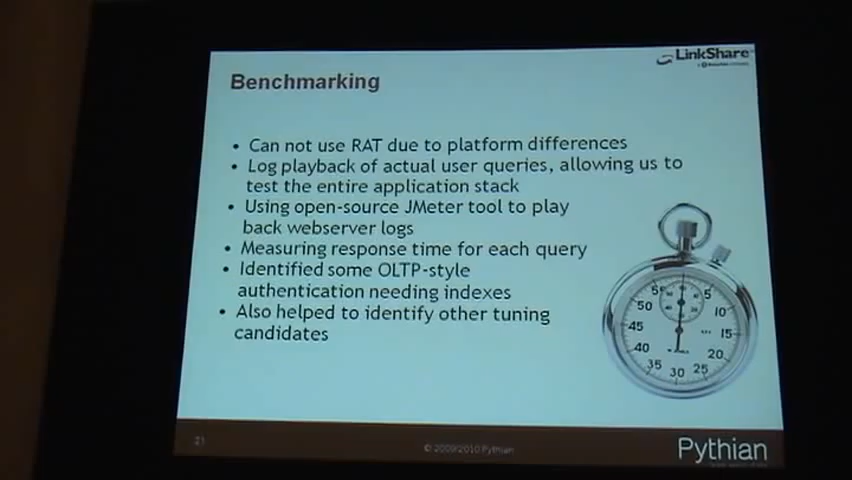 LinkShare
Benchmarking
• Can not use RAT due to platform differences
• Log playback of actual user queries, allowing us to
test the entire application stack
• Using open-source JMeter tool to play
back webserver logs
• Measuring response time for each query
• Identified some OLTP-style
authentication needing indexes
• Also helped to identify other tuning
candidates
5
50
10
45
15
40
20
35
30
25
21
© 2009/2010 Pythian
Pythian